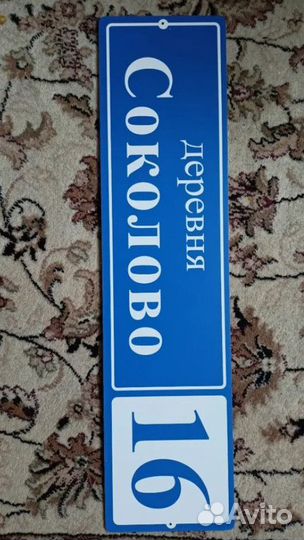 деревня
Соколово
16
Avito